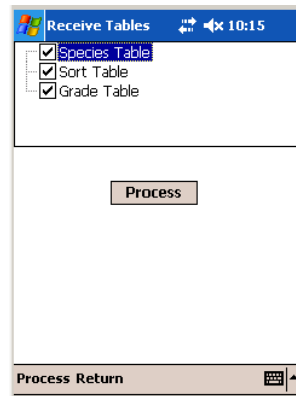 Receive Tables 10:15
Species Table
Sort Table
Grade Table
Process
Process Return